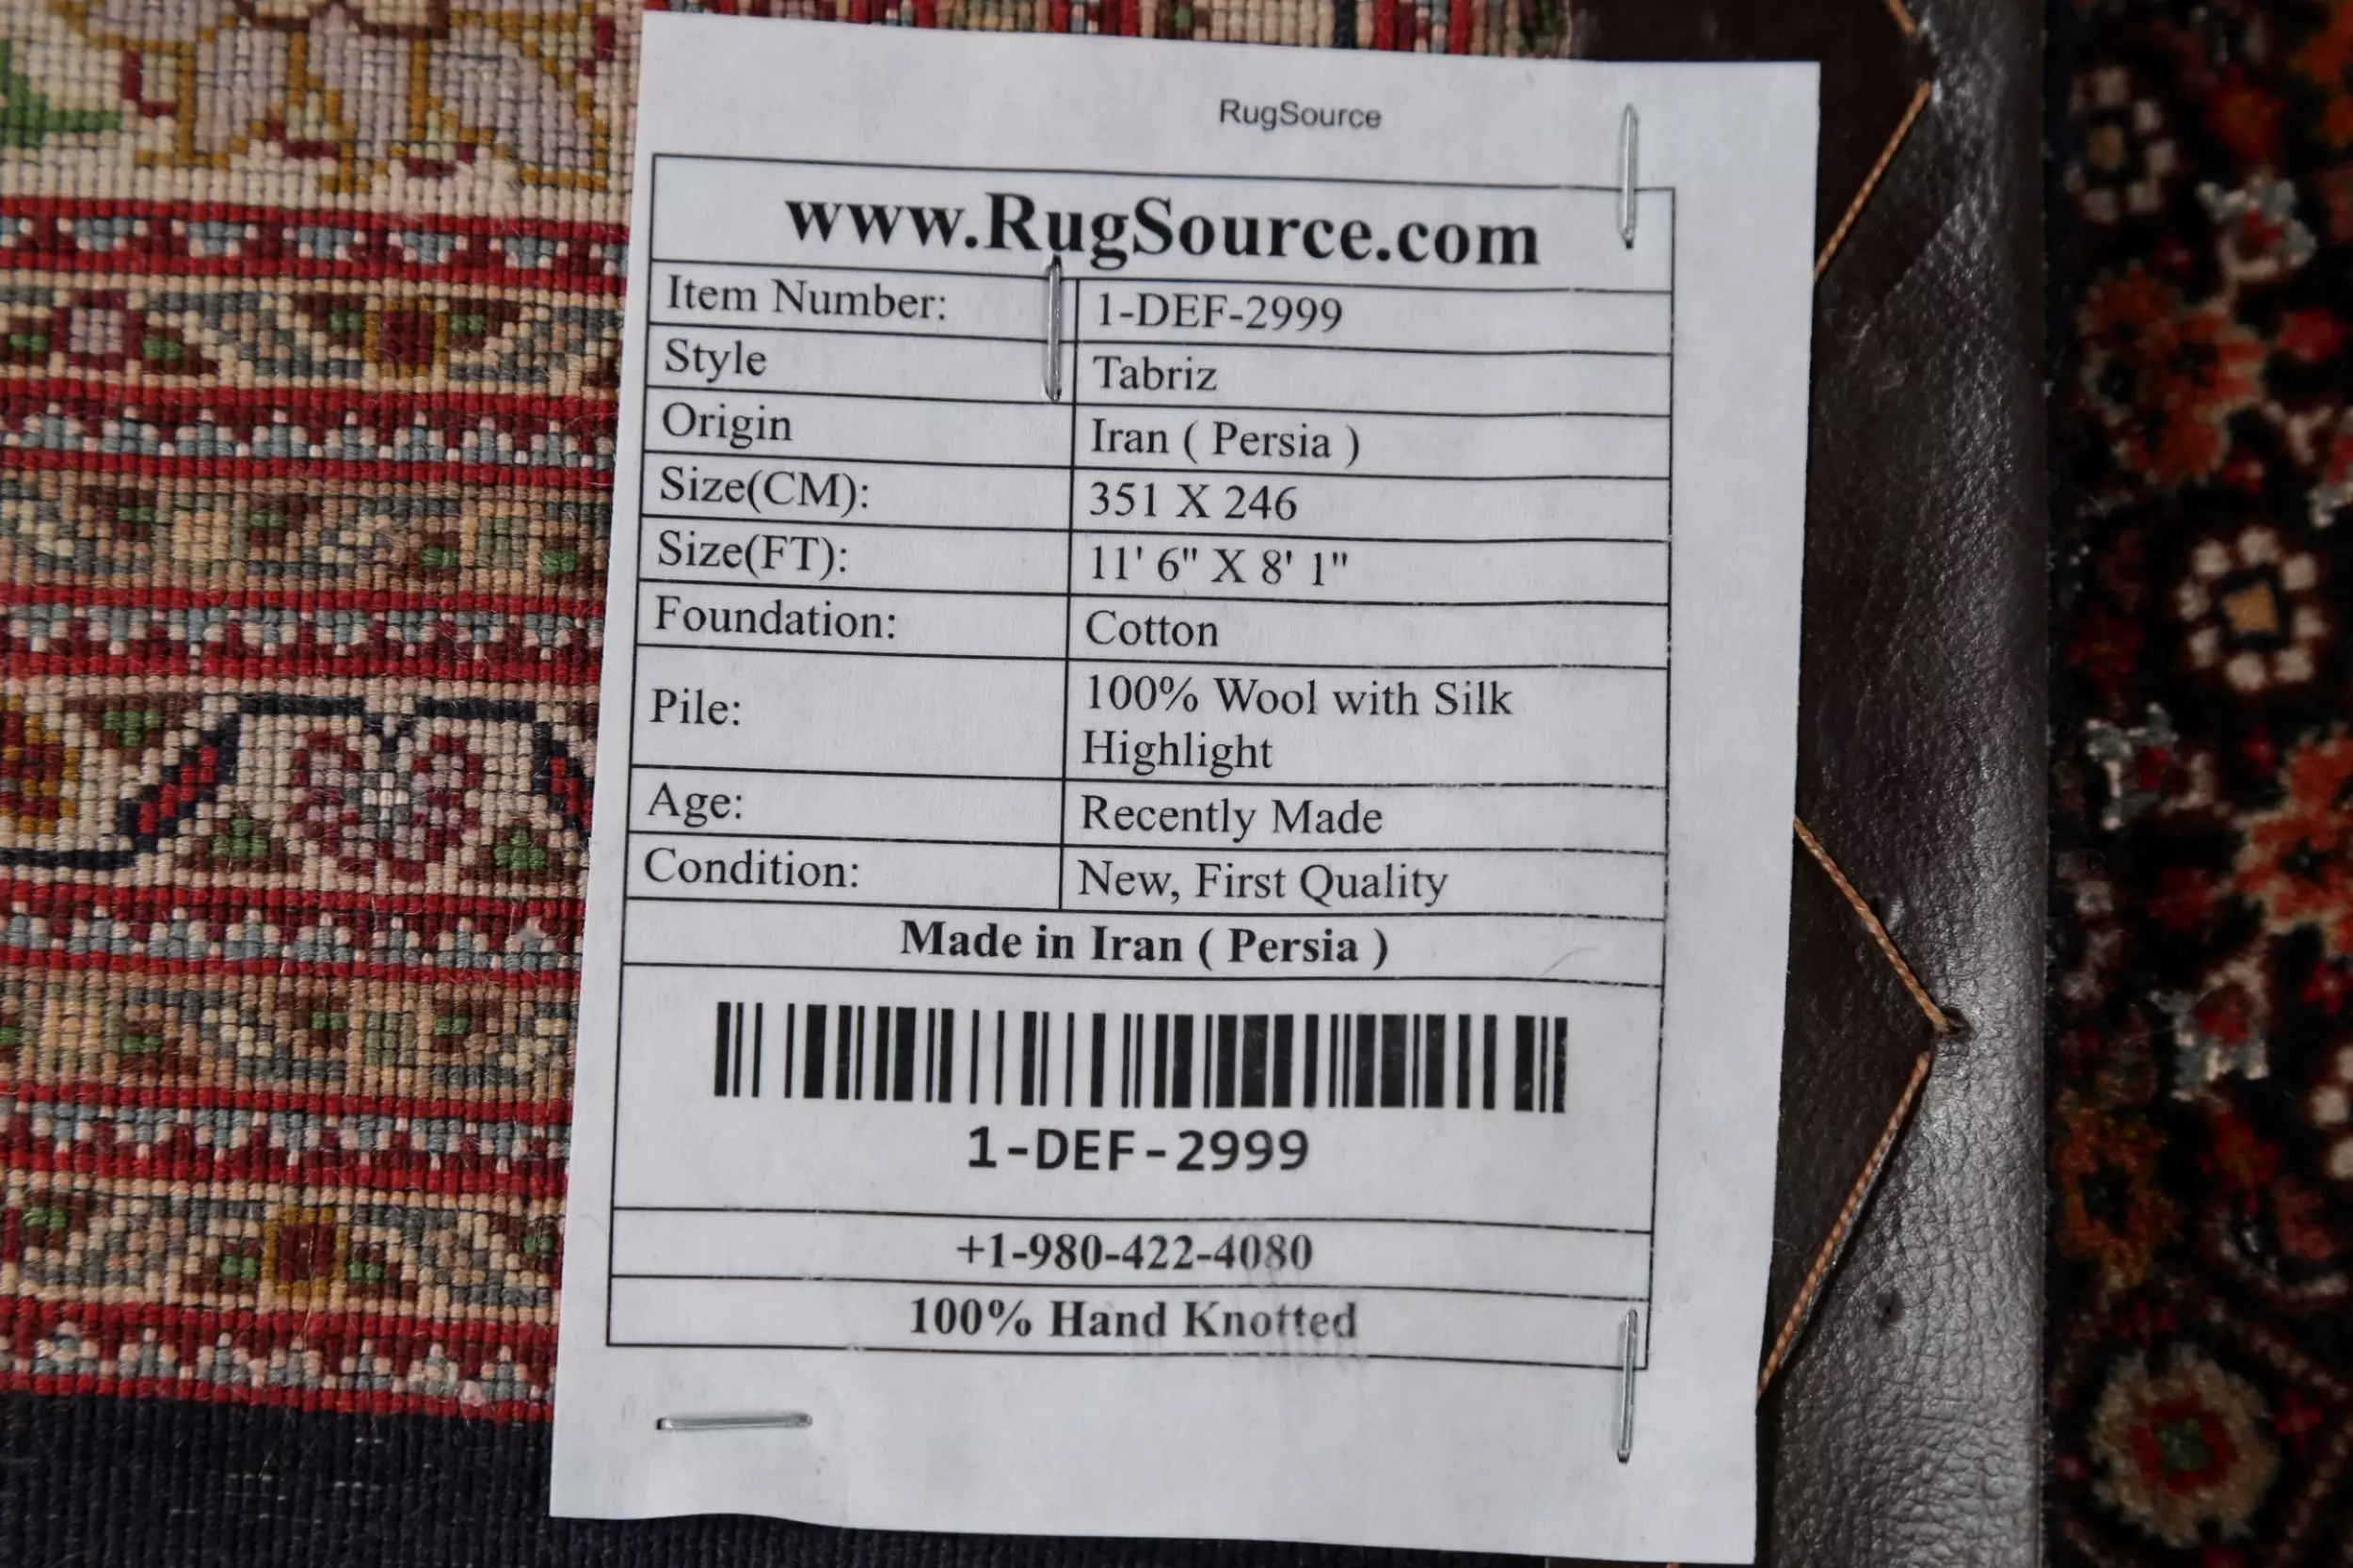 RugSource
www.RugSource.com
Item Number: 1-DEF-2999
Style Tabriz
Origin Iran ( Persia )
Size(CM): 351 X 246
Size(FT): 11' 6" X 8' 1"
Foundation: Cotton
Pile: 100% Wool with Silk
Highlight
Age: Recently Made
Condition: New, First Quality
Made in Iran ( Persia )
1-DEF-2999
+1-980-422-4080
100% Hand Knotted